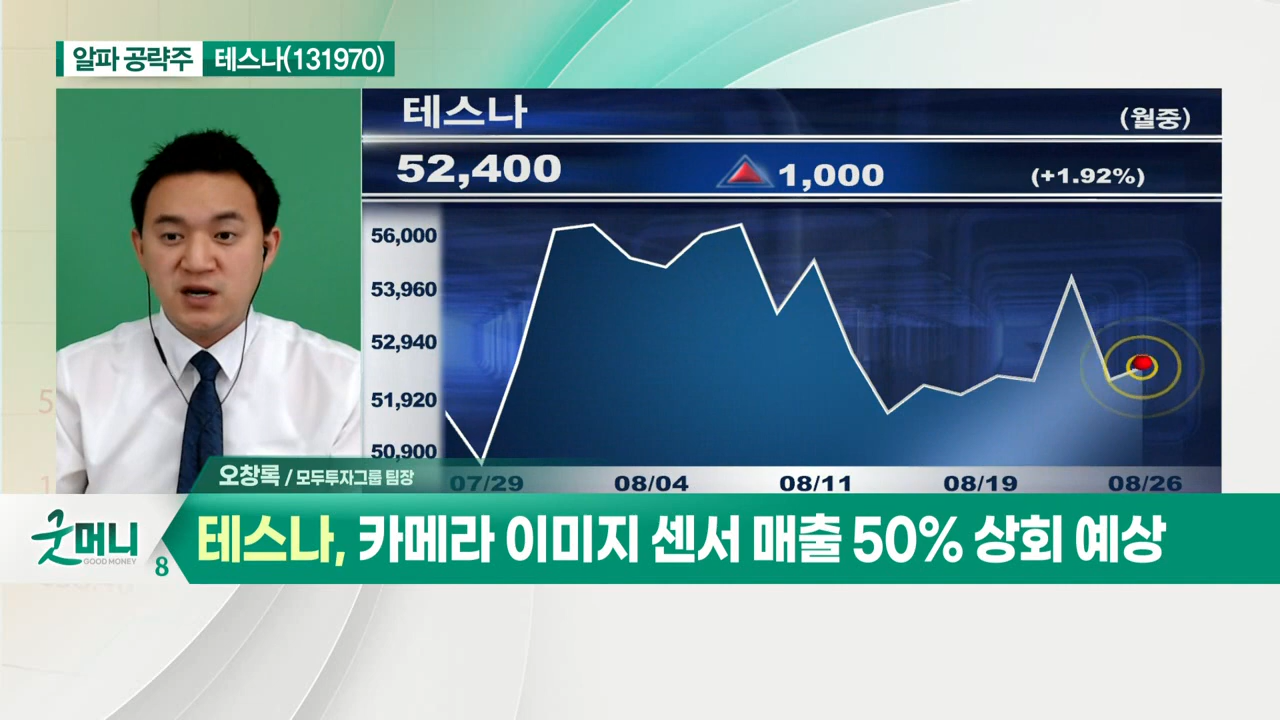 알파 공략주 테스나(131970)
테스나 (월중)
52,400 1,000 (+1.92%)
56,000
53,960
52,940
51,920
50,900
07/29 08/04 08/11 08/19 08/26
오창록 / 모두투자그룹 팀장
굿머니
GOOD MONEY
8
테스나, 카메라 이미지 센서 매출 50% 상회 예상